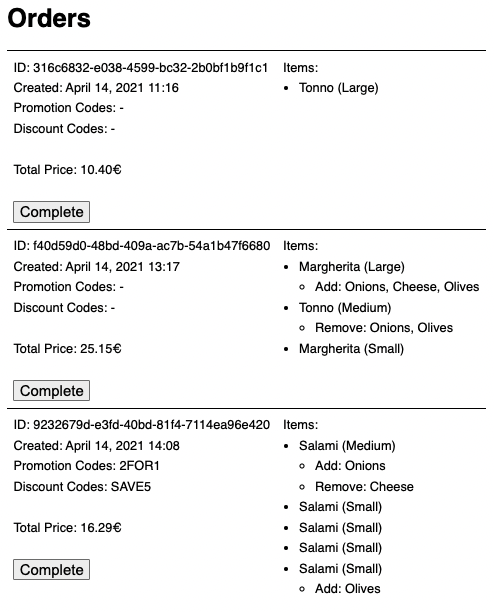 Orders
ID: 316c6832-e038-4599-bc32-2b0bf1b9f1c1
Created: April 14, 2021 11:16
Promotion Codes: -
Discount Codes: -
Total Price: 10.40€
Complete
Items:
Tonno (Large)
ID: f40d59d0-48bd-409a-ac7b-54a1b47f6680
Created: April 14, 2021 13:17
Promotion Codes: -
Discount Codes: -
Total Price: 25.15€
Complete
Items:
Margherita (Large)
Add: Onions, Cheese, Olives
Tonno (Medium)
Remove: Onions, Olives
Margherita (Small)
ID: 9232679d-e3fd-40bd-81f4-7114ea96e420
Created: April 14, 2021 14:08
Promotion Codes: 2FOR1
Discount Codes: SAVE5
Total Price: 16.29€
Complete
Items:
Salami (Medium)
Add: Onions
Remove: Cheese
Salami (Small)
Salami (Small)
Salami (Small)
Salami (Small)
Add: Olives